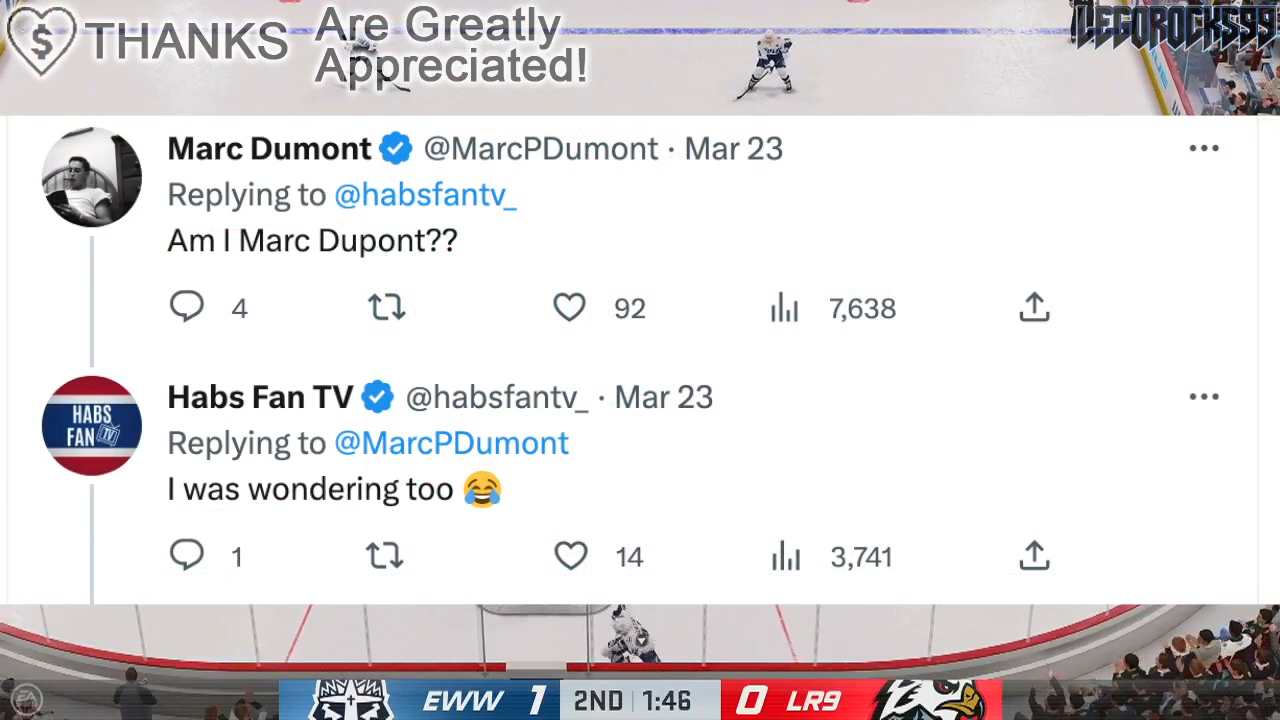 THANKS Are Greatly
Appreciated!
ILEGOROCKS99
Marc Dumont @MarcPDumont · Mar 23
Replying to @habsfantv_
Am I Marc Dupont??
4 92 7,638
HABS
FAN TV
Habs Fan TV @habsfantv_ · Mar 23
Replying to @MarcPDumont
I was wondering too 😂
1 14 3,741
EA
EWW 1 2ND 1:46 0 LR9